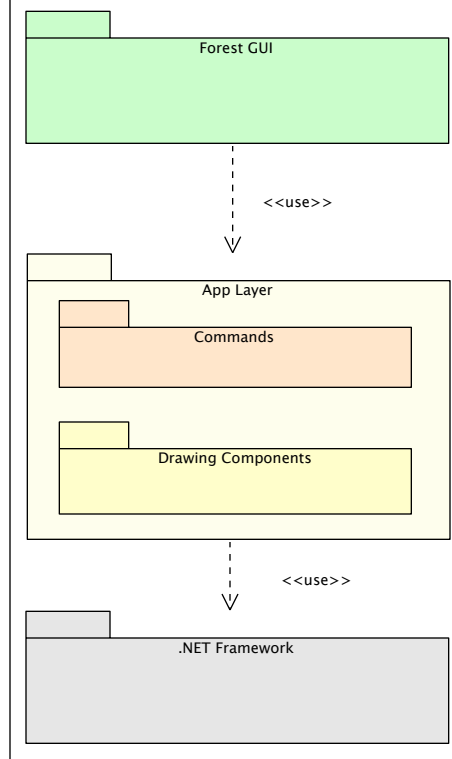 Forest GUI
<<use>>
App Layer
Commands
Drawing Components
<<use>>
.NET Framework